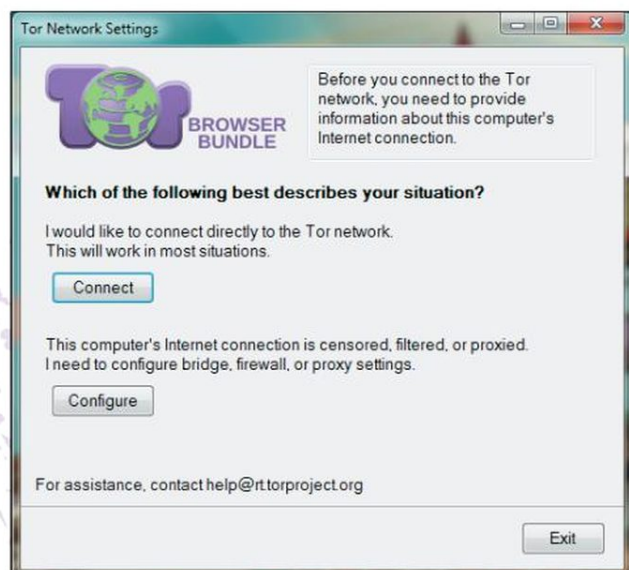 Tor Network Settings
Tor
BROWSER
BUNDLE
Before you connect to the Tor
network, you need to provide
information about this computer's
Internet connection.
Which of the following best describes your situation?
I would like to connect directly to the Tor network.
This will work in most situations.
Connect
This computer's Internet connection is censored, filtered, or proxied.
I need to configure bridge, firewall, or proxy settings.
Configure
For assistance, contact help@rt.torproject.org
Exit